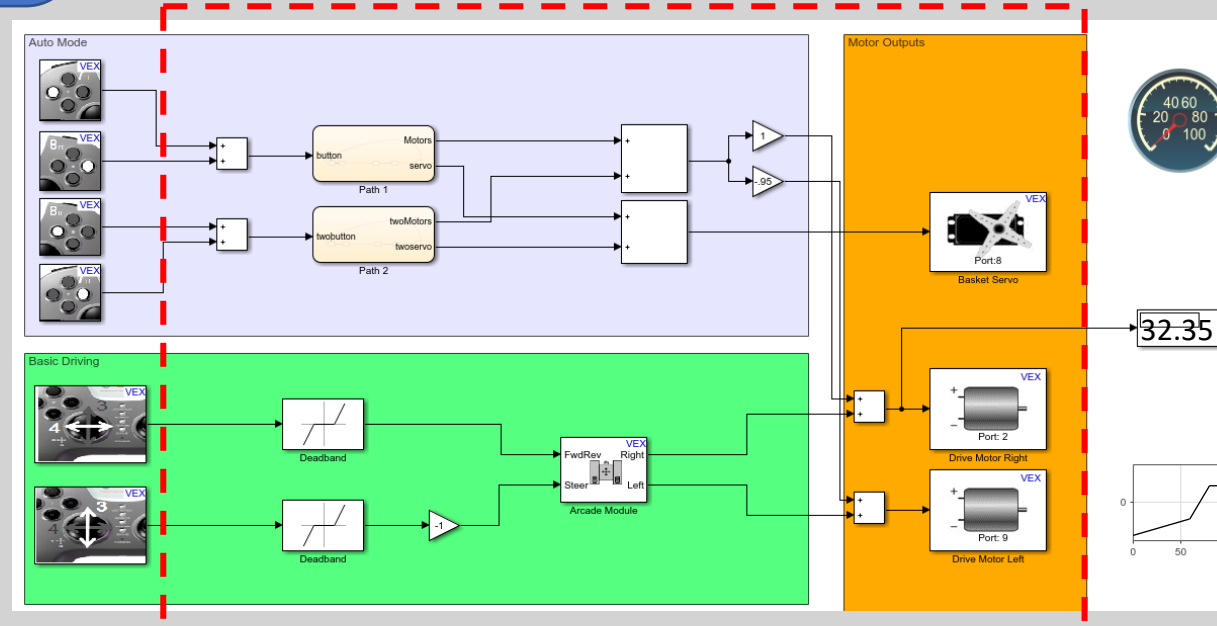 Auto Mode
VEX
VEX
VEX
VEX
+
+
button
Motors
servo
Path 1
+
+
twobutton
twoMotors
twoservo
Path 2
+
+
+
+
1
-.95
Basic Driving
VEX
3
4
VEX
3
4
Deadband
Deadband
-1
VEX
FwdRev Right
Steer Left
Arcade Module
Motor Outputs
VEX
Port:8
Basket Servo
+
+
VEX
+
−
Port: 2
Drive Motor Right
+
+
VEX
+
−
Port: 9
Drive Motor Left
40 60
20 80
0 100
32.35
0
0 50